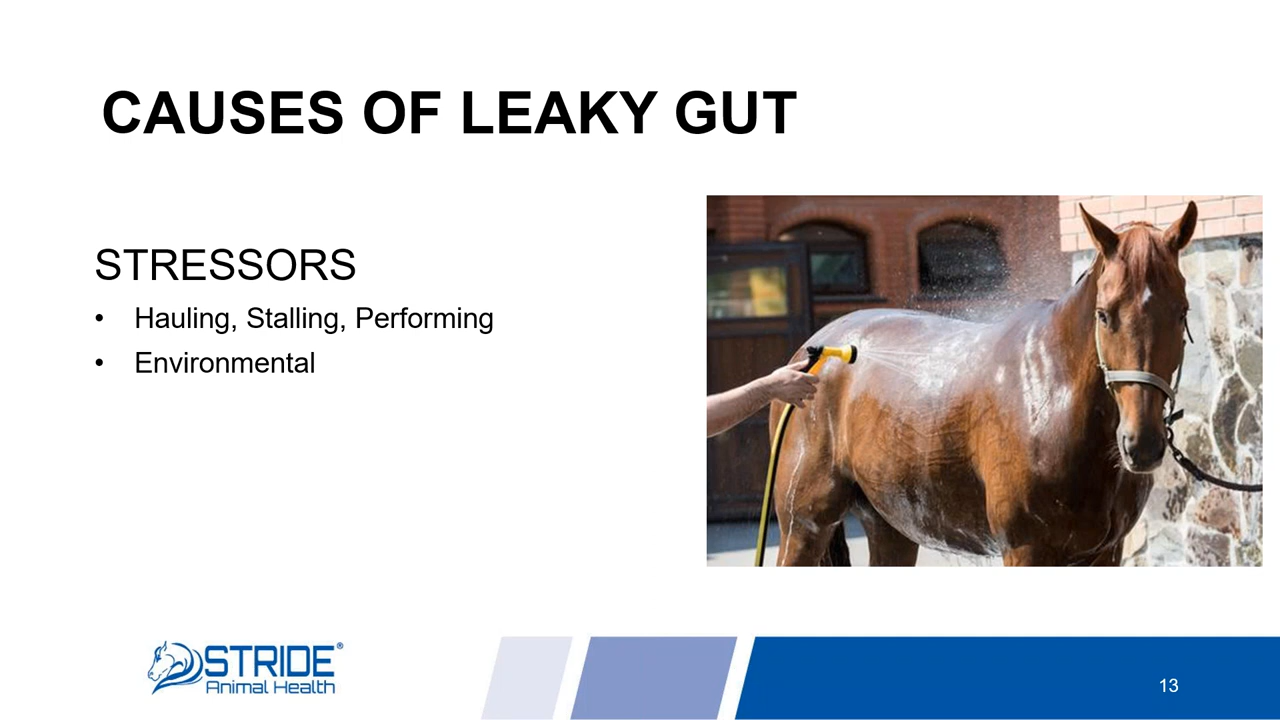 CAUSES OF LEAKY GUT
STRESSORS
• Hauling, Stalling, Performing
• Environmental
STRIDE®
Animal Health
13